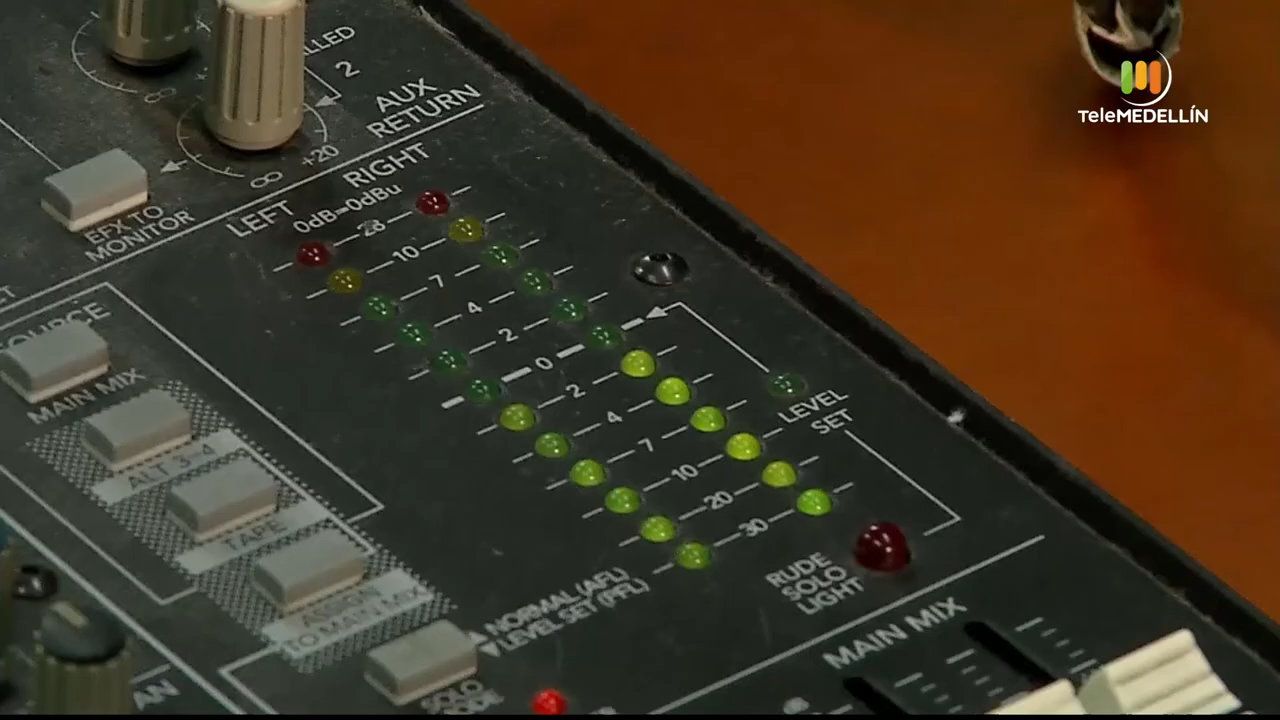 TeleMEDELLÍN
2
AUX
RETURN
+20
∞
∞
EFX TO
MONITOR
LEFT
RIGHT
0dB=0dBu
28
10
7
4
2
0
2
4
7
10
20
30
LEVEL
SET
SOURCE
MAIN MIX
ALT 3-4
TAPE
TO MAIN MIX
NORMAL (AFL)
LEVEL SET (PFL)
RUDE
SOLO
LIGHT
MAIN MIX
SOLO